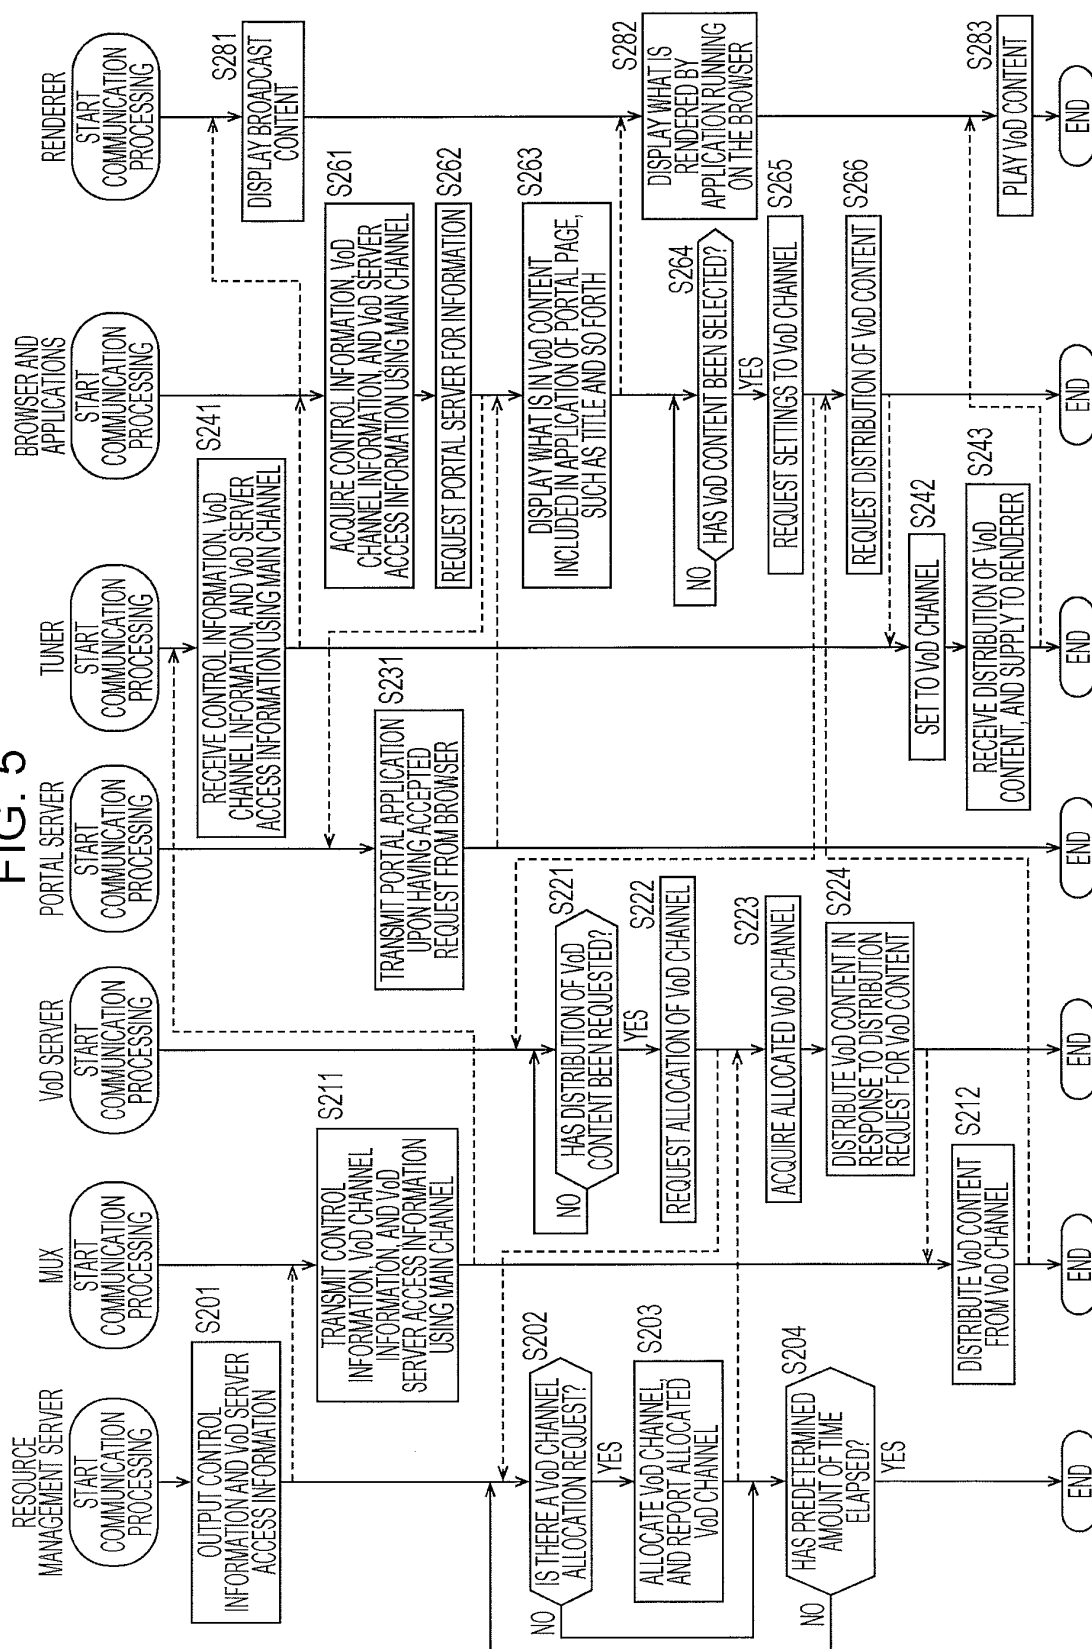 FIG. 5
RESOURCE
MANAGEMENT SERVER
START
COMMUNICATION
PROCESSING
S201
OUTPUT CONTROL
INFORMATION AND VoD SERVER
ACCESS INFORMATION
S202
IS THERE A VoD CHANNEL
ALLOCATION REQUEST?
NO
YES
S203
ALLOCATE VoD CHANNEL,
AND REPORT ALLOCATED
VoD CHANNEL
S204
HAS PREDETERMINED
AMOUNT OF TIME
ELAPSED?
NO
YES
END
MUX
START
COMMUNICATION
PROCESSING
S211
TRANSMIT CONTROL
INFORMATION, VoD CHANNEL
INFORMATION, AND VoD
SERVER ACCESS INFORMATION
USING MAIN CHANNEL
S212
DISTRIBUTE VoD CONTENT
FROM VoD CHANNEL
END
VoD SERVER
START
COMMUNICATION
PROCESSING
S221
HAS DISTRIBUTION OF VoD
CONTENT BEEN REQUESTED?
NO
YES
S222
REQUEST ALLOCATION OF VoD CHANNEL
S223
ACQUIRE ALLOCATED VoD CHANNEL
S224
DISTRIBUTE VoD CONTENT IN
RESPONSE TO DISTRIBUTION
REQUEST FOR VoD CONTENT
END
PORTAL SERVER
START
COMMUNICATION
PROCESSING
S231
TRANSMIT PORTAL APPLICATION
UPON HAVING ACCEPTED
REQUEST FROM BROWSER
END
TUNER
START
COMMUNICATION
PROCESSING
S241
RECEIVE CONTROL INFORMATION, VoD
CHANNEL INFORMATION, AND VoD SERVER
ACCESS INFORMATION USING MAIN CHANNEL
S242
SET TO VoD CHANNEL
S243
RECEIVE DISTRIBUTION OF VoD
CONTENT, AND SUPPLY TO RENDERER
END
BROWSER AND
APPLICATIONS
START
COMMUNICATION
PROCESSING
S261
ACQUIRE CONTROL INFORMATION, VoD
CHANNEL INFORMATION, AND VoD SERVER
ACCESS INFORMATION USING MAIN CHANNEL
S262
REQUEST PORTAL SERVER FOR INFORMATION
S263
DISPLAY WHAT IS IN VoD CONTENT
INCLUDED IN APPLICATION OF PORTAL PAGE,
SUCH AS TITLE AND SO FORTH
S264
HAS VoD CONTENT BEEN SELECTED?
NO
YES
S265
REQUEST SETTINGS TO VoD CHANNEL
S266
REQUEST DISTRIBUTION OF VoD CONTENT
END
RENDERER
START
COMMUNICATION
PROCESSING
S281
DISPLAY BROADCAST
CONTENT
S282
DISPLAY WHAT IS
RENDERED BY
APPLICATION RUNNING
ON THE BROWSER
S283
PLAY VoD CONTENT
END